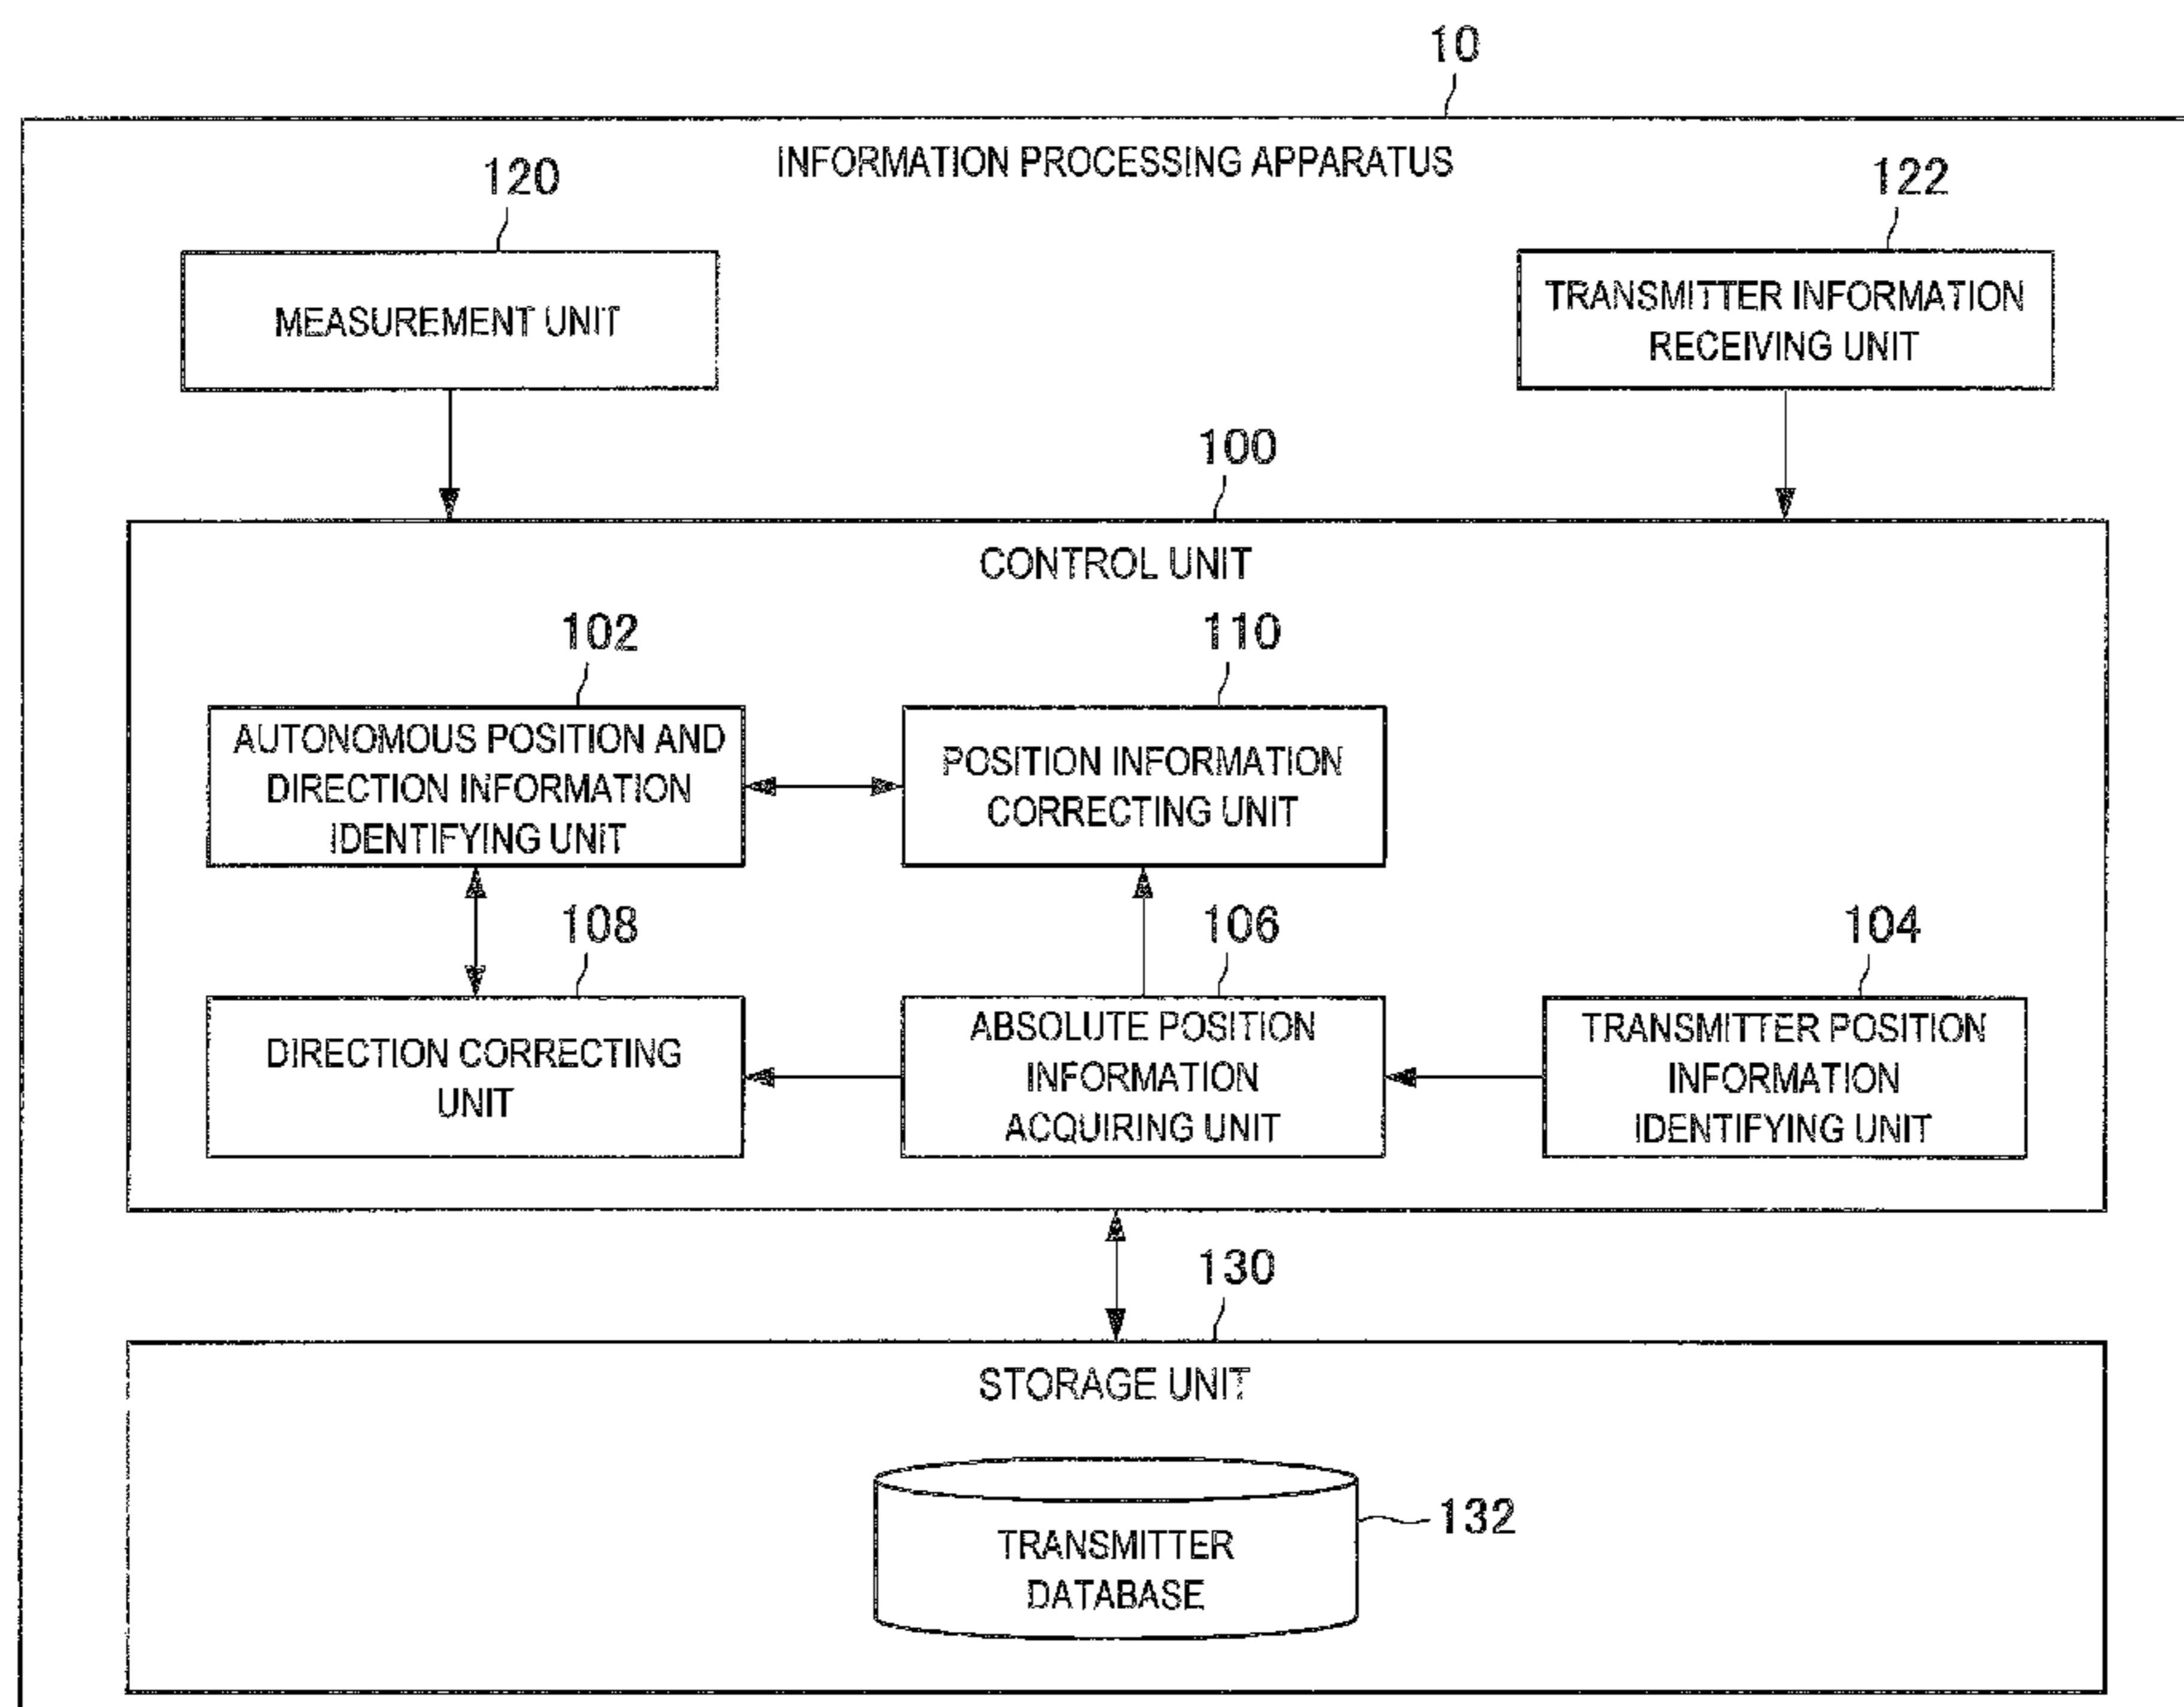 10
INFORMATION PROCESSING APPARATUS
120
122
MEASUREMENT UNIT
TRANSMITTER INFORMATION
RECEIVING UNIT
100
CONTROL UNIT
102
110
AUTONOMOUS POSITION AND
DIRECTION INFORMATION
IDENTIFYING UNIT
POSITION INFORMATION
CORRECTING UNIT
108
106
104
DIRECTION CORRECTING
UNIT
ABSOLUTE POSITION
INFORMATION
ACQUIRING UNIT
TRANSMITTER POSITION
INFORMATION
IDENTIFYING UNIT
130
STORAGE UNIT
TRANSMITTER
DATABASE
132